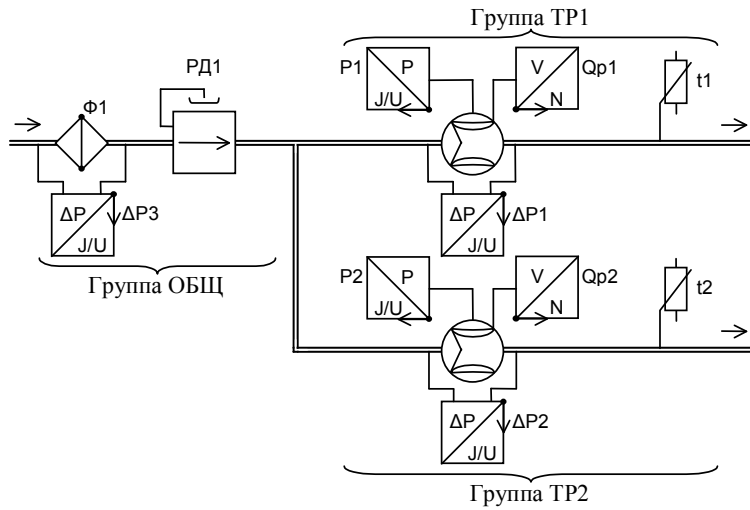 Группа ТР1
РД1
Ф1
P1
P
J/U
V
N
Qp1
t1
ΔP
J/U
ΔP3
ΔP
J/U
ΔP1
Группа ОБЩ
P2
P
J/U
V
N
Qp2
t2
ΔP
J/U
ΔP2
Группа ТР2